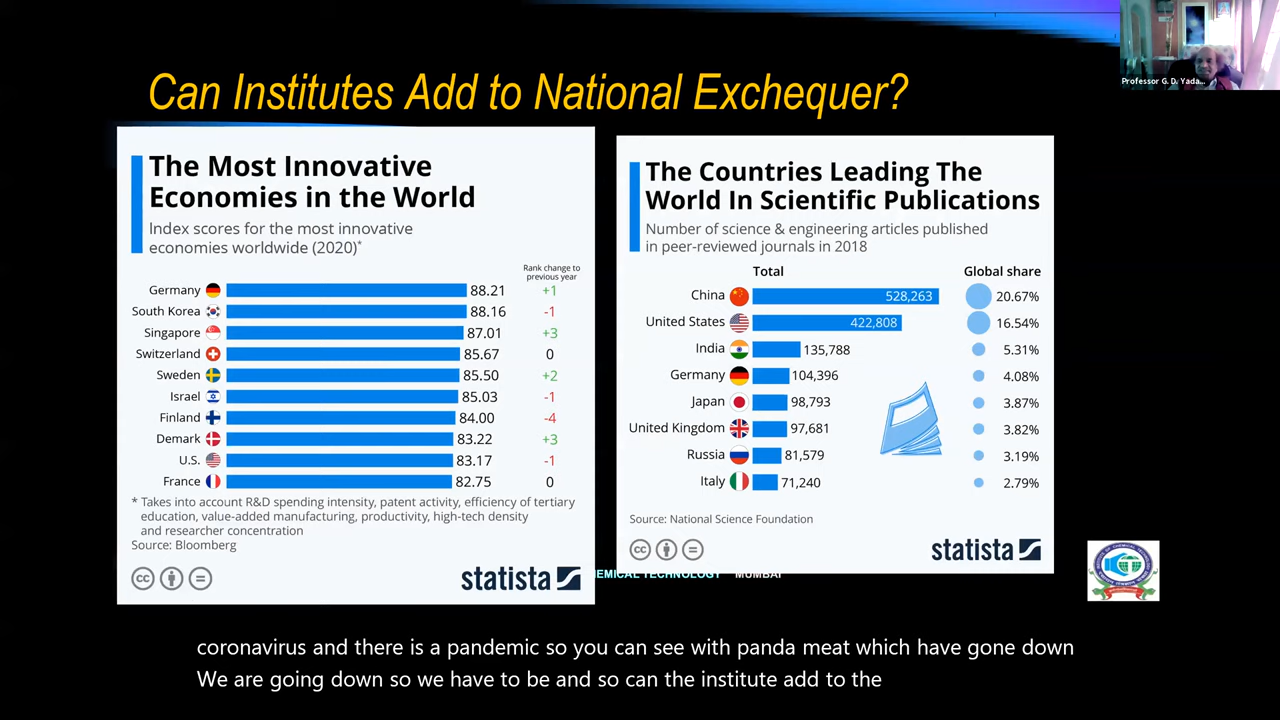 Professor G. D. Yada...
Can Institutes Add to National Exchequer?
The Most Innovative
Economies in the World
Index scores for the most innovative
economies worldwide (2020)*
Rank change to
previous year
Germany 88.21 +1
South Korea 88.16 -1
Singapore 87.01 +3
Switzerland 85.67 0
Sweden 85.50 +2
Israel 85.03 -1
Finland 84.00 -4
Demark 83.22 +3
U.S. 83.17 -1
France 82.75 0
* Takes into account R&D spending intensity, patent activity, efficiency of tertiary
education, value-added manufacturing, productivity, high-tech density
and researcher concentration
Source: Bloomberg
cc
statista
The Countries Leading The
World In Scientific Publications
Number of science & engineering articles published
in peer-reviewed journals in 2018
Total Global share
China 528,263 20.67%
United States 422,808 16.54%
India 135,788 5.31%
Germany 104,396 4.08%
Japan 98,793 3.87%
United Kingdom 97,681 3.82%
Russia 81,579 3.19%
Italy 71,240 2.79%
Source: National Science Foundation
cc
statista
EMICAL TECHNOLOGY MUMBAI
coronavirus and there is a pandemic so you can see with panda meat which have gone down
We are going down so we have to be and so can the institute add to the